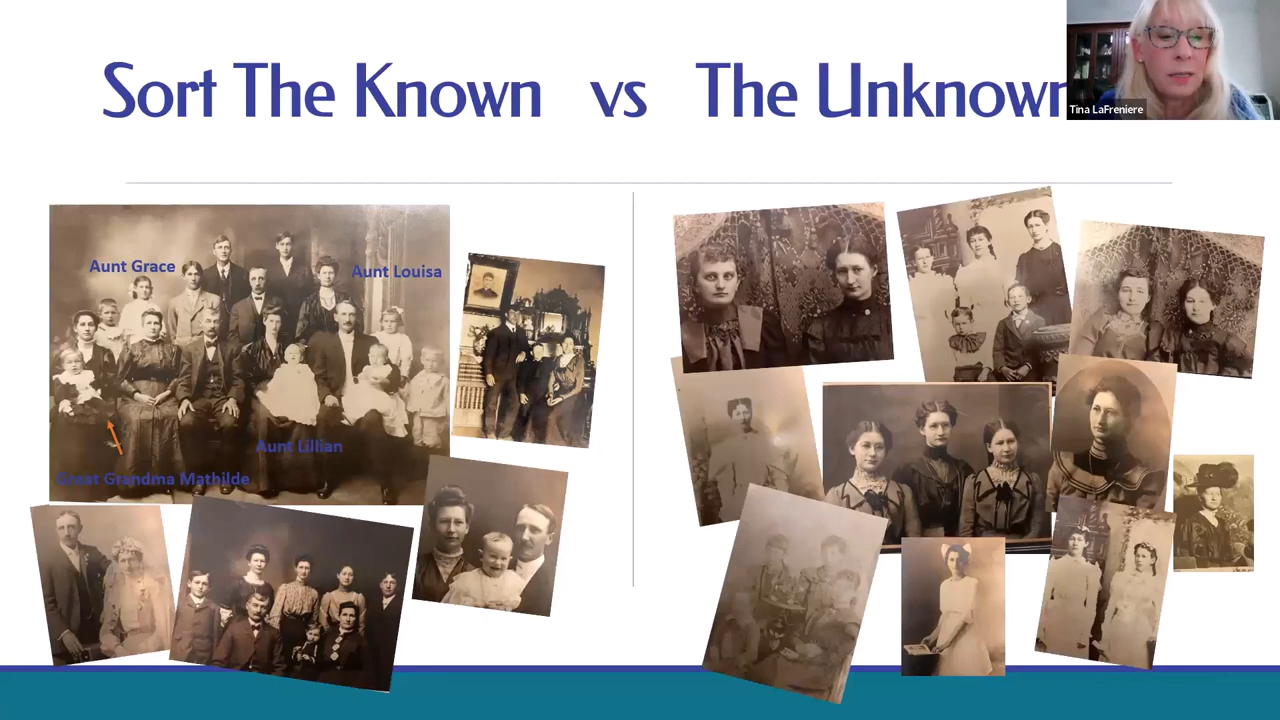 Sort The Known vs The Unknown
Tina LaFreniere
Aunt Grace
Aunt Louisa
Aunt Lillian
Great Grandma Mathilde